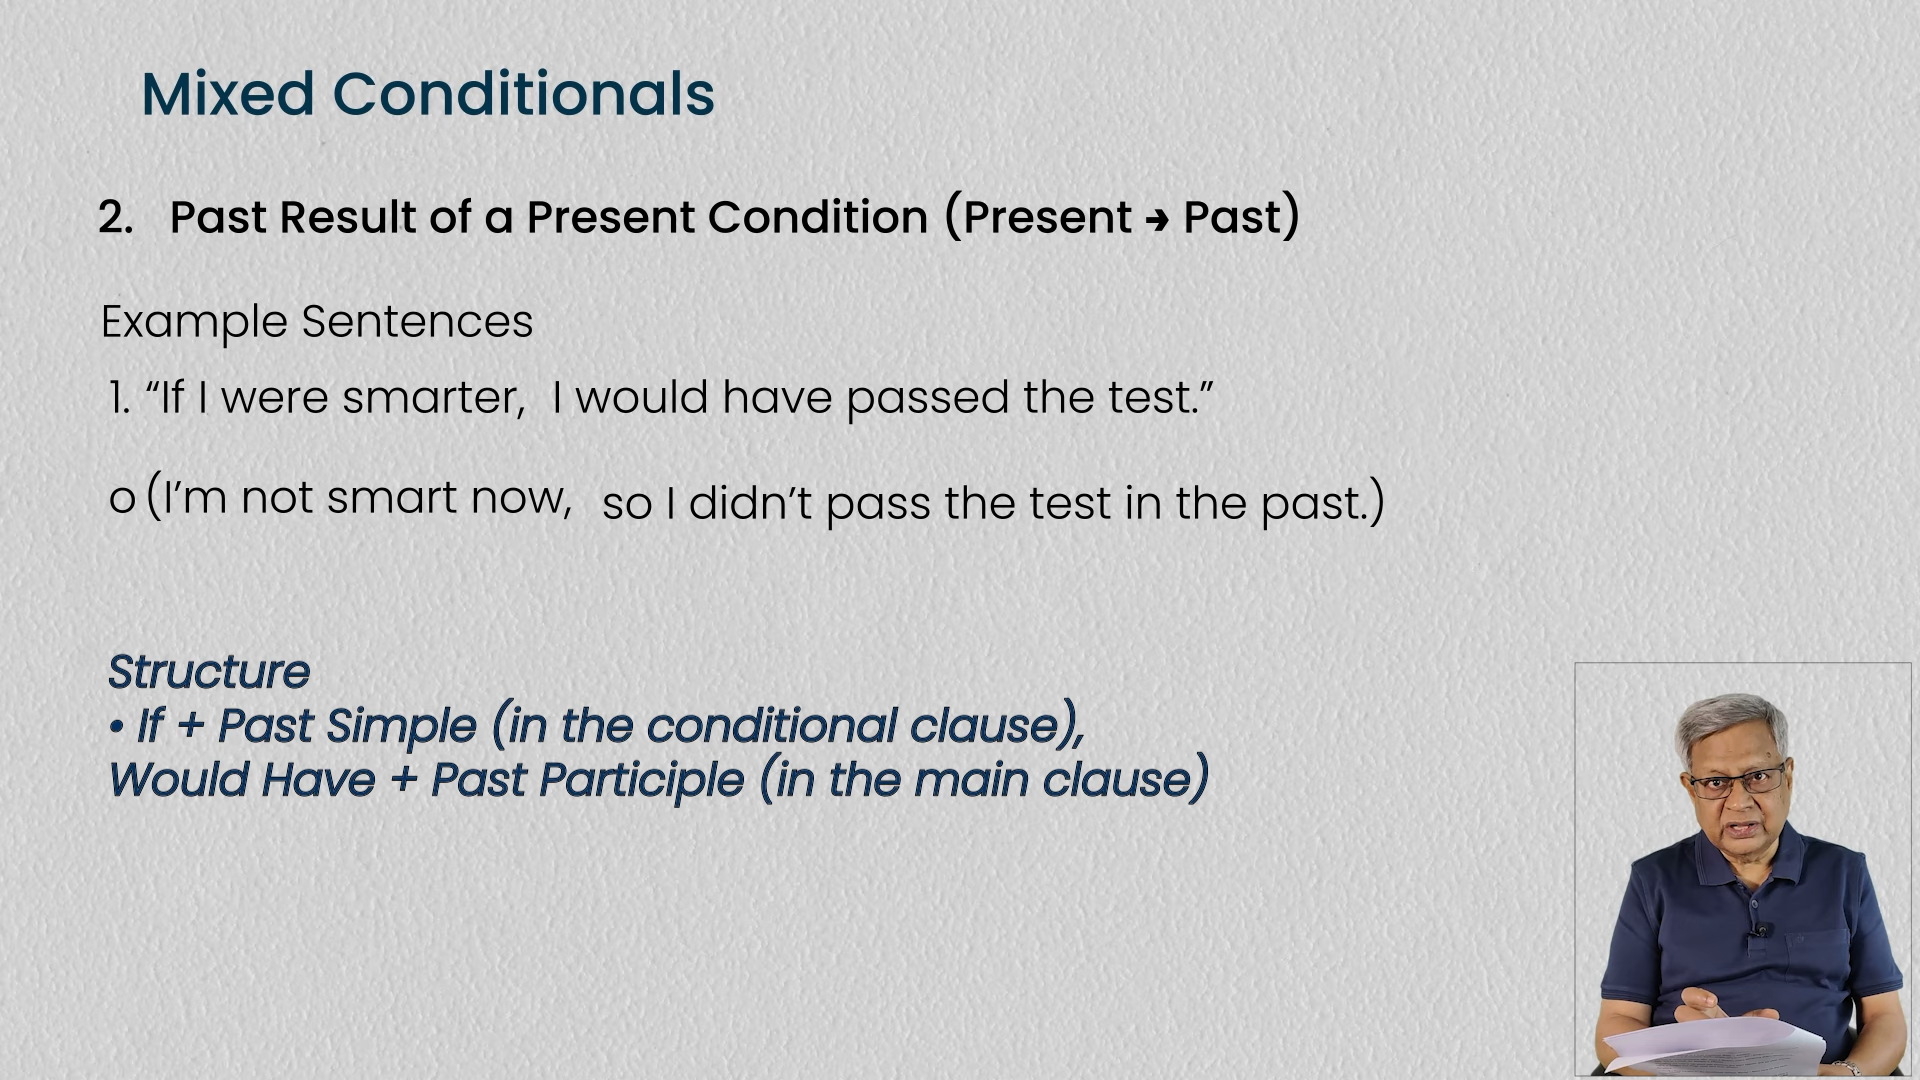 Mixed Conditionals
2. Past Result of a Present Condition (Present → Past)
Example Sentences
1. “If I were smarter, I would have passed the test.”
o (I’m not smart now, so I didn’t pass the test in the past.)
Structure
• If + Past Simple (in the conditional clause),
Would Have + Past Participle (in the main clause)